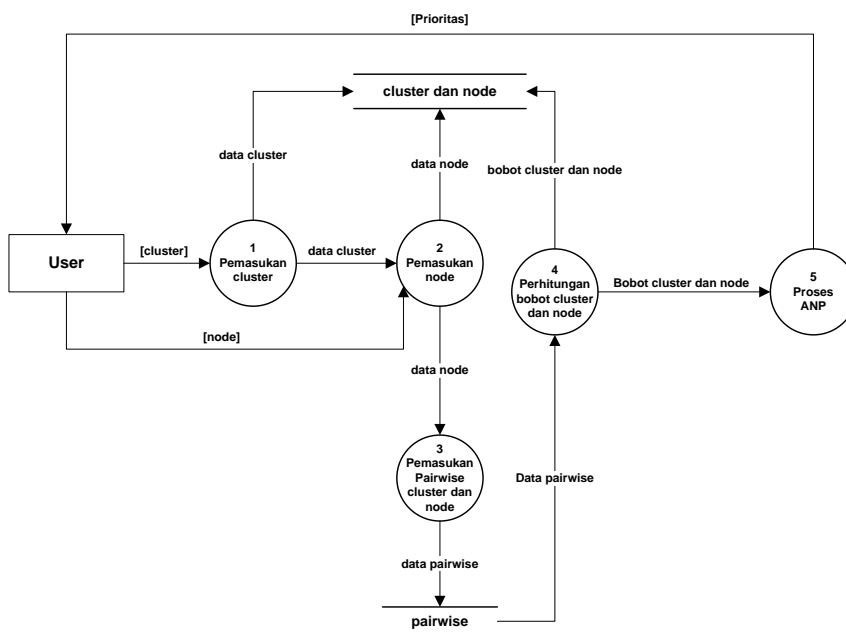 [Prioritas]
cluster dan node
data cluster
data node
bobot cluster dan node
User
[cluster]
1
Pemasukan
cluster
data cluster
2
Pemasukan
node
4
Perhitungan
bobot cluster
dan node
Bobot cluster dan node
5
Proses
ANP
[node]
data node
3
Pemasukan
Pairwise
cluster dan
node
Data pairwise
data pairwise
pairwise